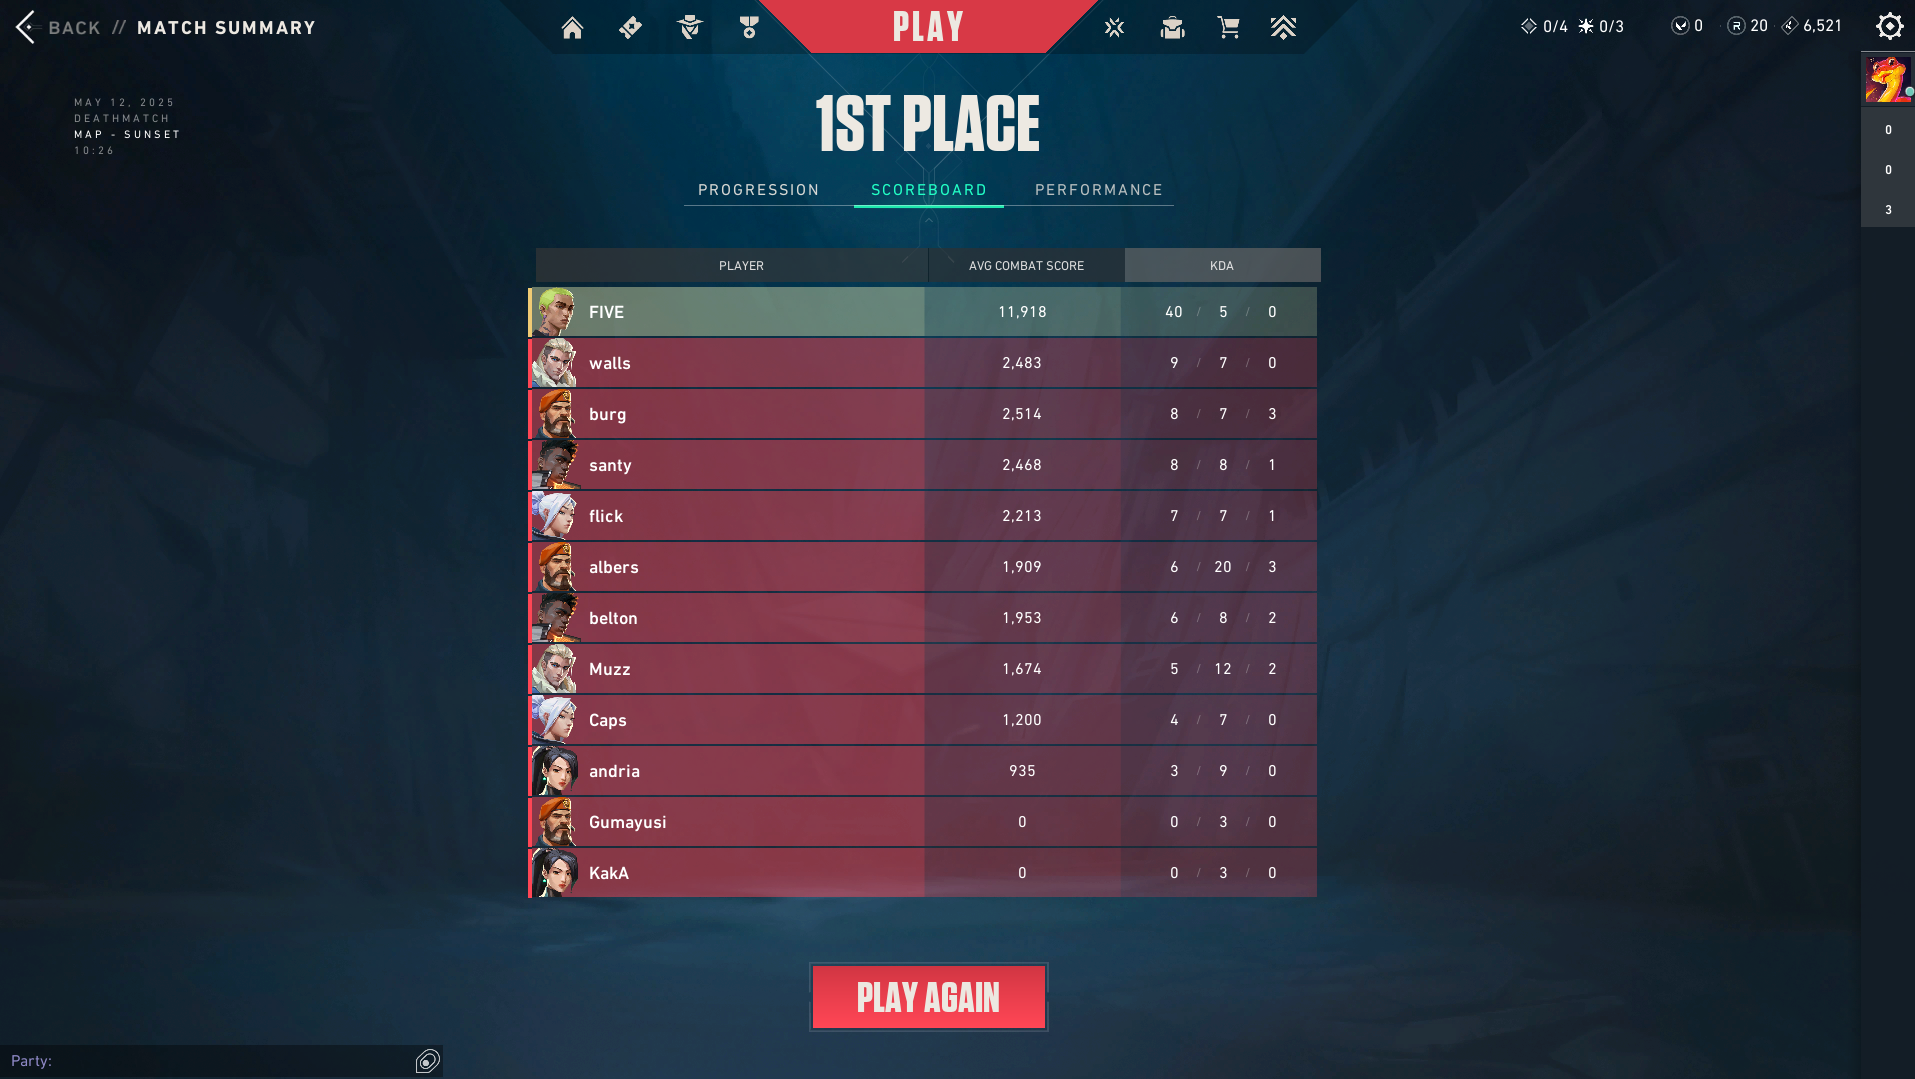 BACK // MATCH SUMMARY
PLAY
0/4 0/3 0 R 20 6,521
MAY 12, 2025
DEATHMATCH
MAP - SUNSET
10:26
1ST PLACE
PROGRESSION SCOREBOARD PERFORMANCE
0
0
3
PLAYER AVG COMBAT SCORE KDA
FIVE 11,918 40 / 5 / 0
walls 2,483 9 / 7 / 0
burg 2,514 8 / 7 / 3
santy 2,468 8 / 8 / 1
flick 2,213 7 / 7 / 1
albers 1,909 6 / 20 / 3
belton 1,953 6 / 8 / 2
Muzz 1,674 5 / 12 / 2
Caps 1,200 4 / 7 / 0
andria 935 3 / 9 / 0
Gumayusi 0 0 / 3 / 0
KakA 0 0 / 3 / 0
PLAY AGAIN
Party: